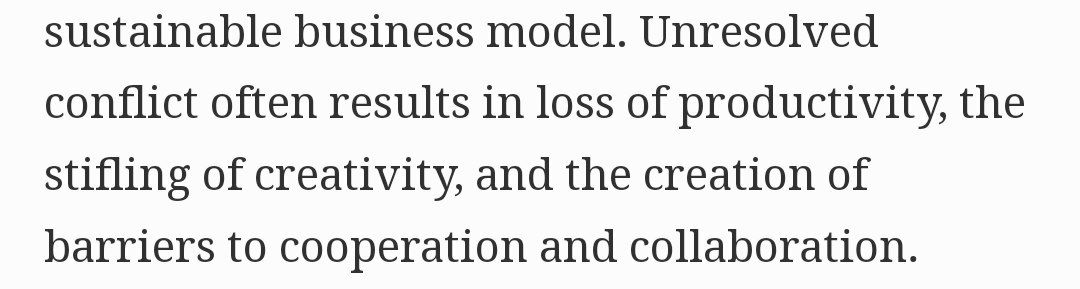 sustainable business model. Unresolved
conflict often results in loss of productivity, the
stifling of creativity, and the creation of
barriers to cooperation and collaboration.